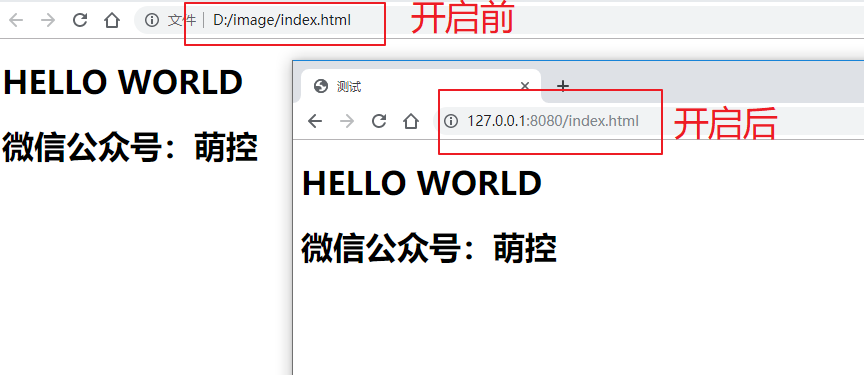 文件 D:/image/index.html
开启前
HELLO WORLD
微信公众号：萌控
测试
127.0.0.1:8080/index.html
开启后
HELLO WORLD
微信公众号：萌控